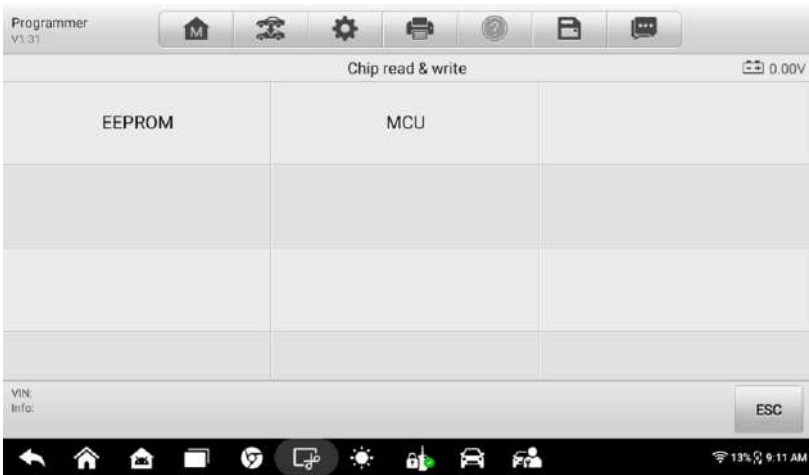 Programmer
V1.31
M
?
Chip read & write
0.00V
EEPROM
MCU
VIN:
Info:
ESC
13% 9:11 AM